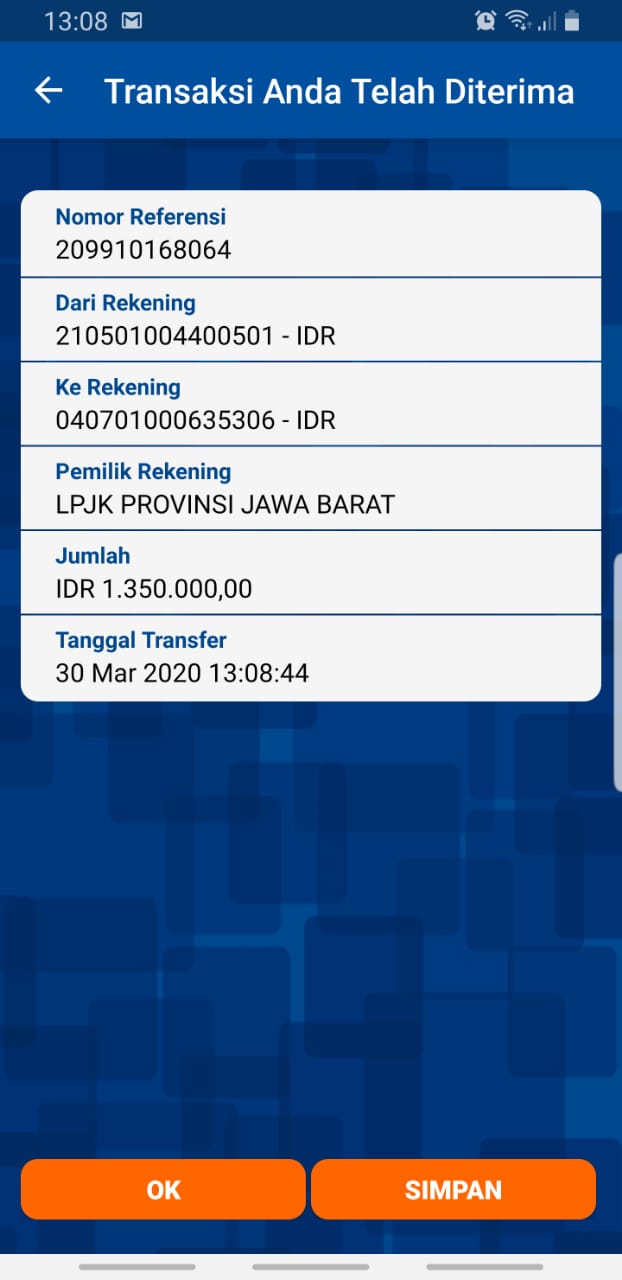 13:08
Transaksi Anda Telah Diterima
Nomor Referensi
209910168064
Dari Rekening
210501004400501 - IDR
Ke Rekening
040701000635306 - IDR
Pemilik Rekening
LPJK PROVINSI JAWA BARAT
Jumlah
IDR 1.350.000,00
Tanggal Transfer
30 Mar 2020 13:08:44
OK
SIMPAN